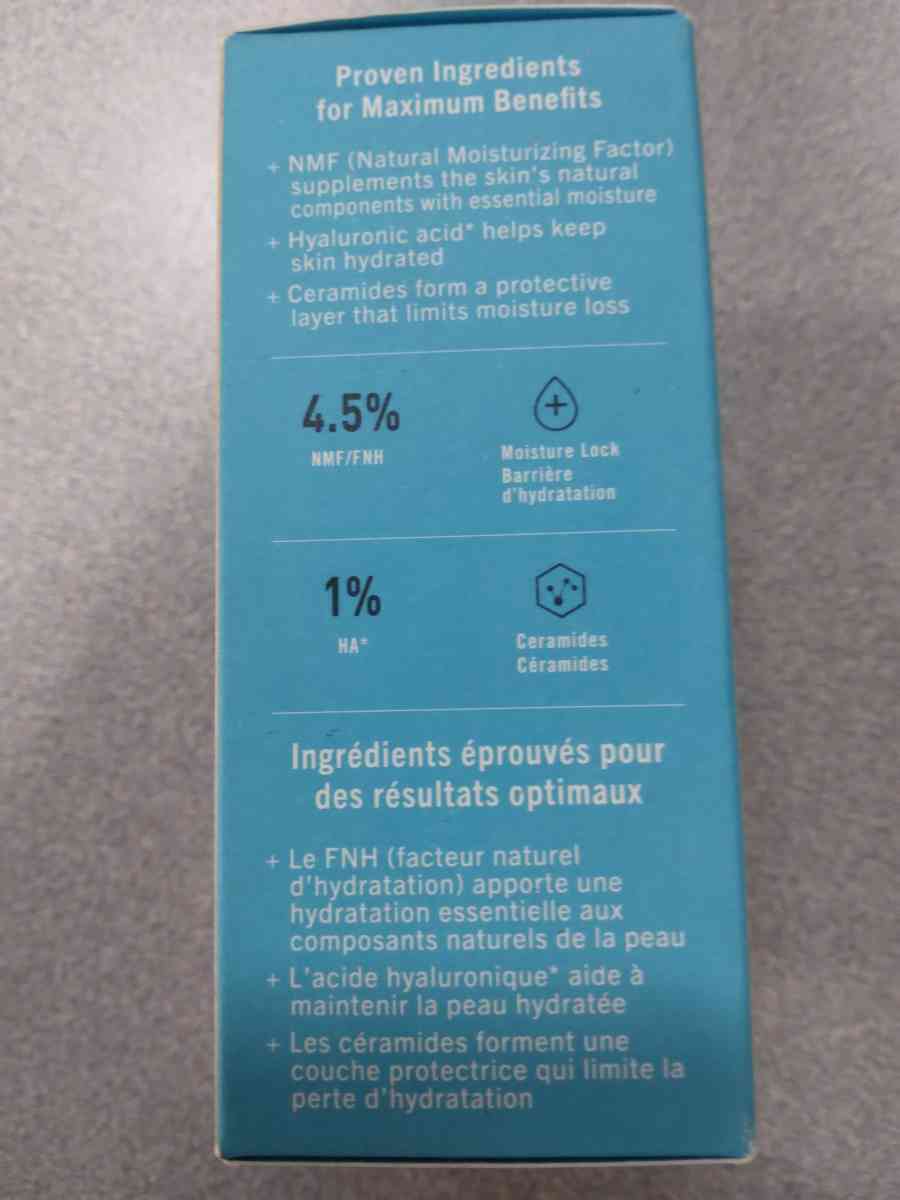 Proven Ingredients
for Maximum Benefits
+ NMF (Natural Moisturizing Factor)
supplements the skin's natural
components with essential moisture
+ Hyaluronic acid* helps keep
skin hydrated
+ Ceramides form a protective
layer that limits moisture loss
4.5%
NMF/FNH
Moisture Lock
Barrière
d'hydratation
1%
HA*
Ceramides
Céramides
Ingrédients éprouvés pour
des résultats optimaux
+ Le FNH (facteur naturel
d'hydratation) apporte une
hydratation essentielle aux
composants naturels de la peau
+ L'acide hyaluronique* aide à
maintenir la peau hydratée
+ Les céramides forment une
couche protectrice qui limite la
perte d'hydratation